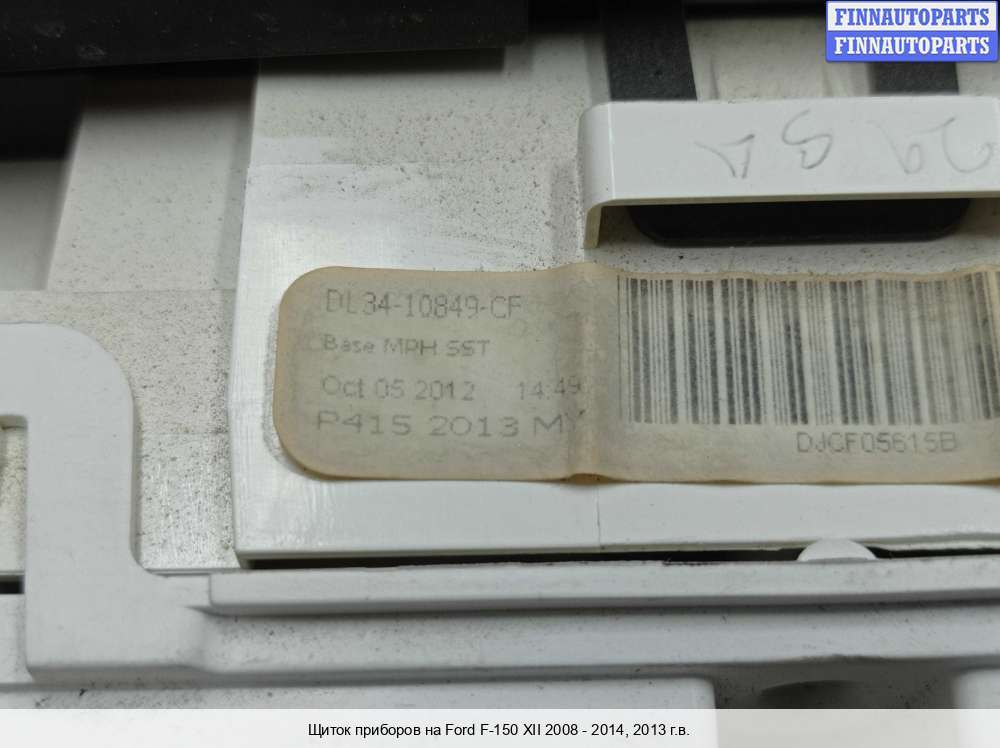 FINNAUTOPARTS
FINNAUTOPARTS
DL34-10849-CF
Base MPH SST
Oct 05 2012 14:49
P415 2013 MY
DJCF05615B
Щиток приборов на Ford F-150 XII 2008 - 2014, 2013 г.в.